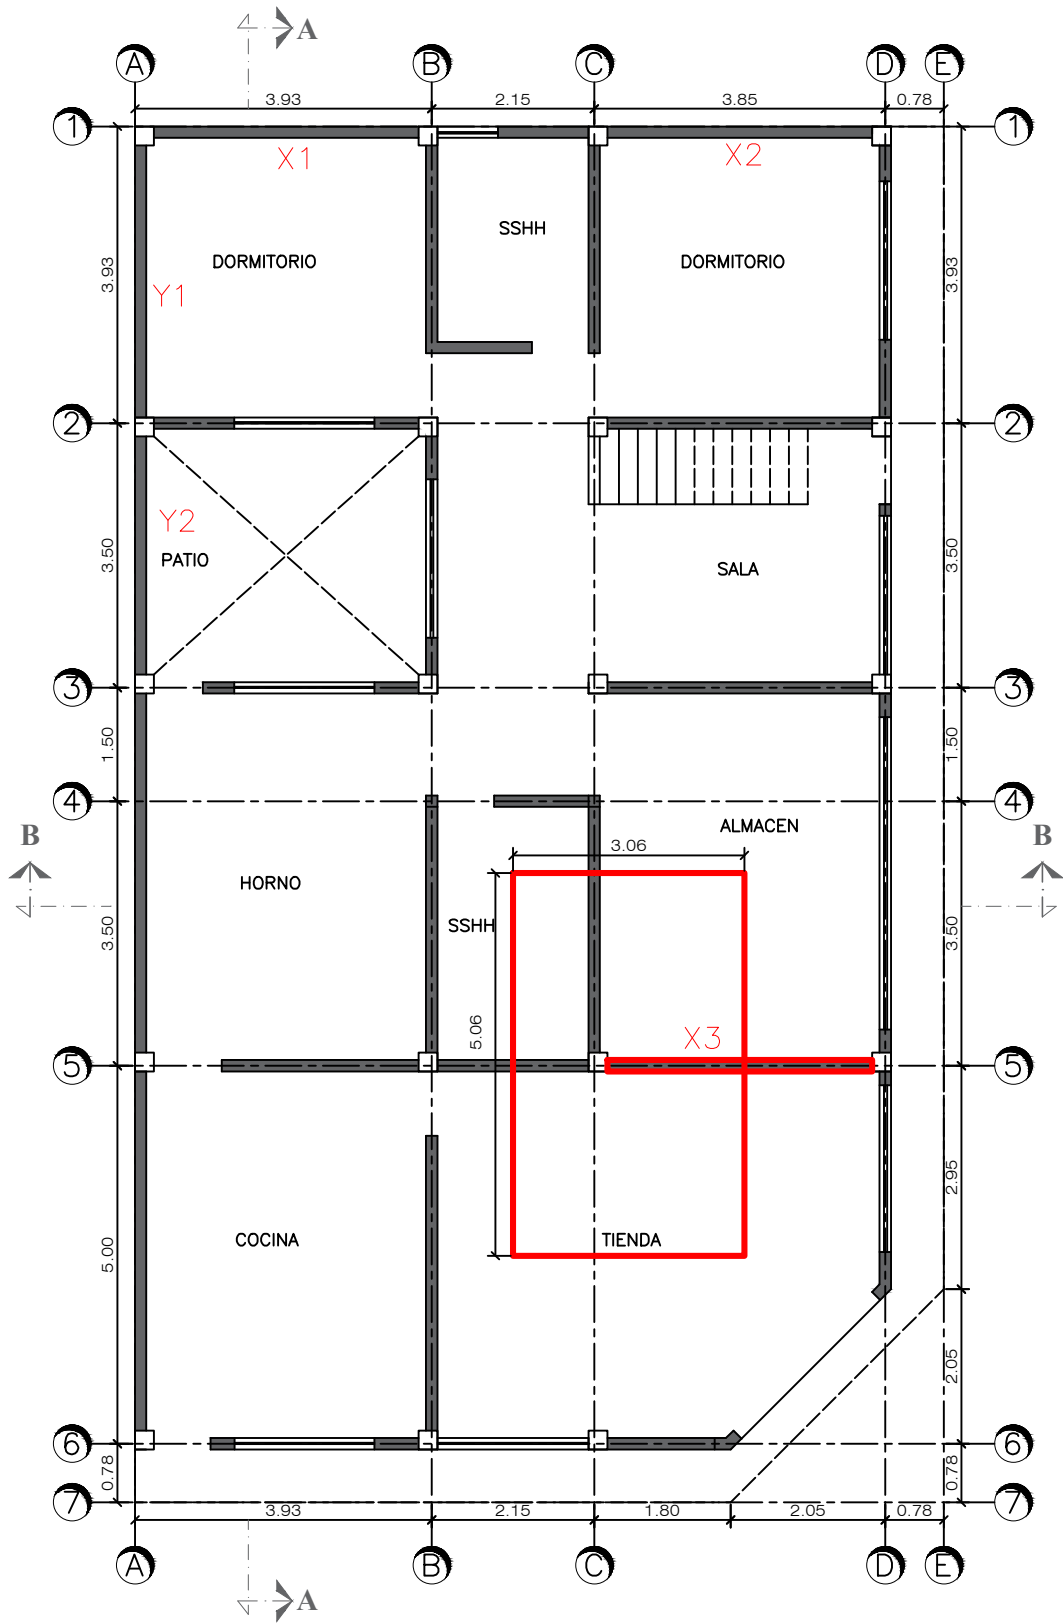 A
A B C D E
3.93 2.15 3.85 0.78
1 1
X1 X2
SSHH
DORMITORIO DORMITORIO
3.93 3.93
Y1
2 2
Y2
3.50 PATIO SALA 3.50
3 3
1.50 1.50
4 4
B ALMACEN B
3.06
HORNO
3.50 SSHH 3.50
5.06 X3
5 5
2.95
5.00 COCINA TIENDA
2.05
6 6
0.78 0.78
7 7
3.93 2.15 1.80 2.05 0.78
A B C D E
A